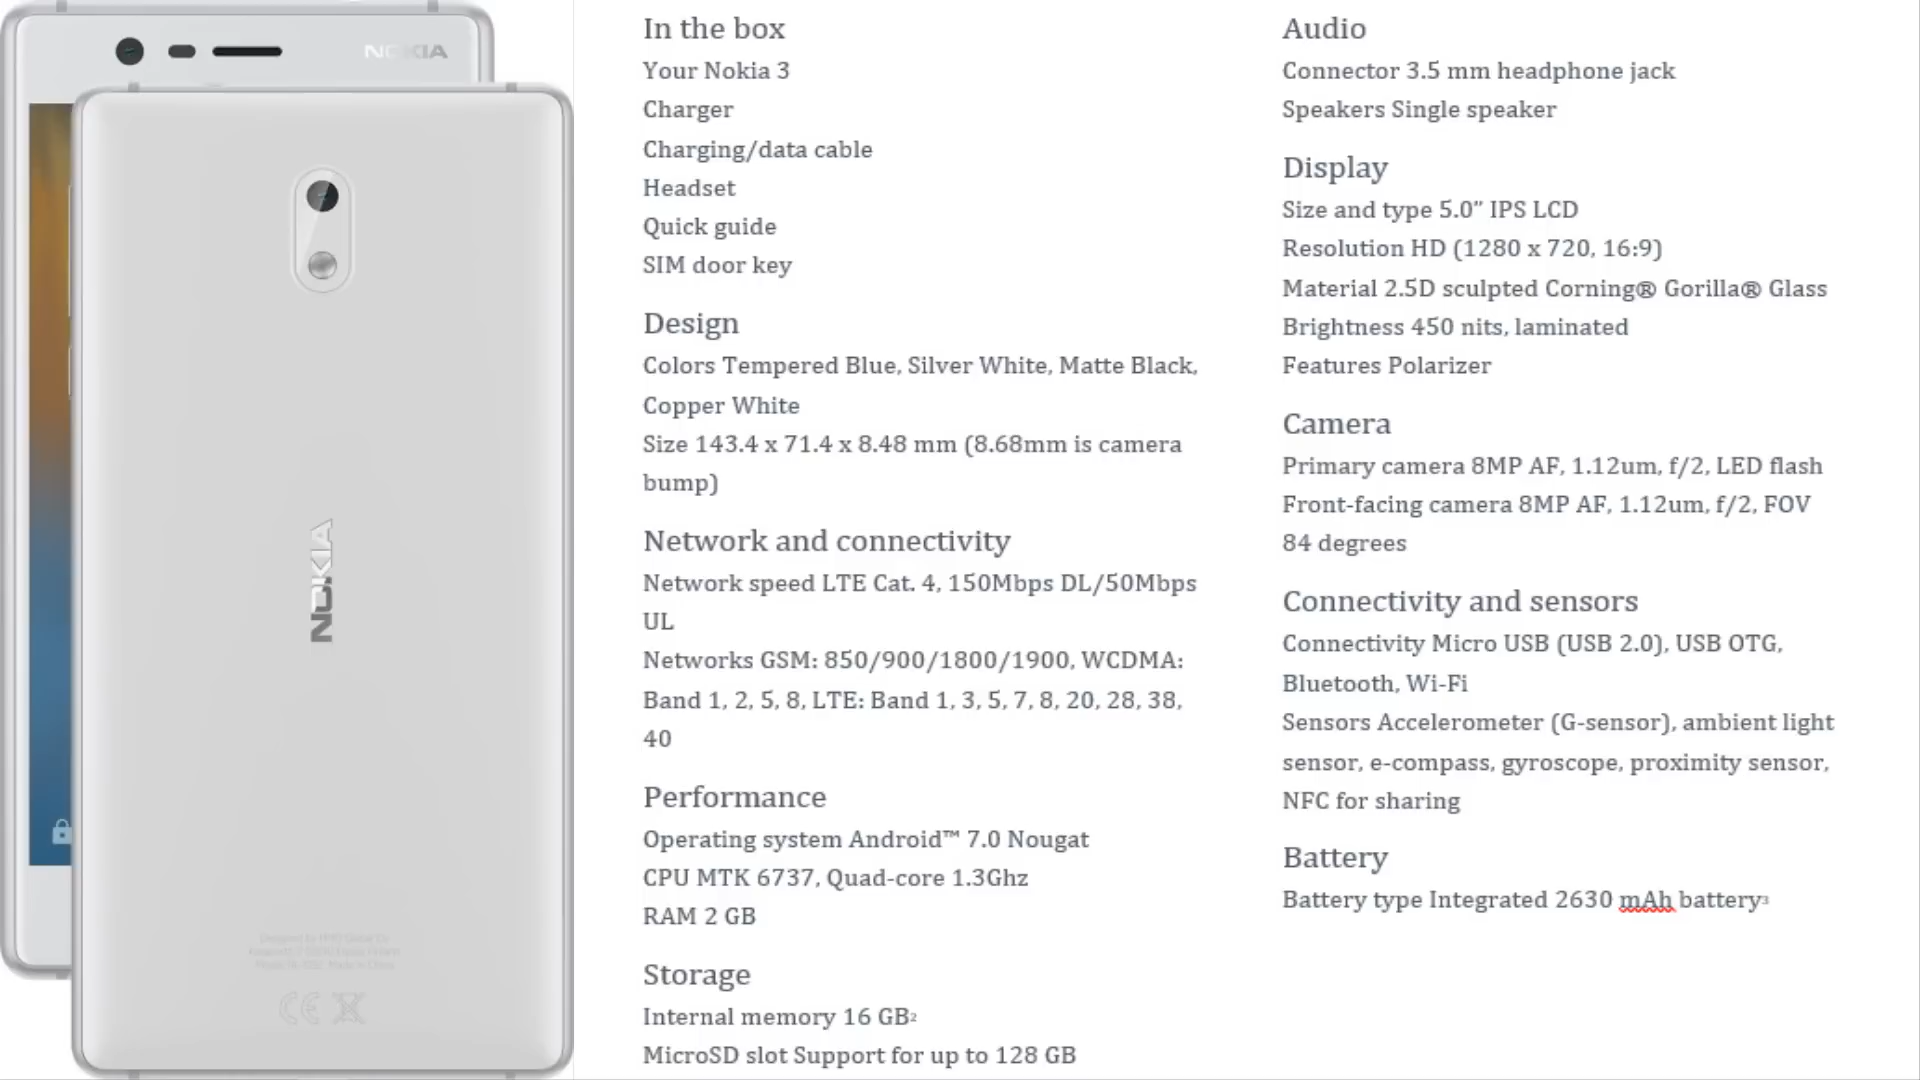 NOKIA
NOKIA
In the box
Your Nokia 3
Charger
Charging/data cable
Headset
Quick guide
SIM door key
Design
Colors Tempered Blue, Silver White, Matte Black,
Copper White
Size 143.4 x 71.4 x 8.48 mm (8.68mm is camera
bump)
Network and connectivity
Network speed LTE Cat. 4, 150Mbps DL/50Mbps
UL
Networks GSM: 850/900/1800/1900, WCDMA:
Band 1, 2, 5, 8, LTE: Band 1, 3, 5, 7, 8, 20, 28, 38,
40
Performance
Operating system Android™ 7.0 Nougat
CPU MTK 6737, Quad-core 1.3Ghz
RAM 2 GB
Storage
Internal memory 16 GB²
MicroSD slot Support for up to 128 GB
Audio
Connector 3.5 mm headphone jack
Speakers Single speaker
Display
Size and type 5.0” IPS LCD
Resolution HD (1280 x 720, 16:9)
Material 2.5D sculpted Corning® Gorilla® Glass
Brightness 450 nits, laminated
Features Polarizer
Camera
Primary camera 8MP AF, 1.12um, f/2, LED flash
Front-facing camera 8MP AF, 1.12um, f/2, FOV
84 degrees
Connectivity and sensors
Connectivity Micro USB (USB 2.0), USB OTG,
Bluetooth, Wi-Fi
Sensors Accelerometer (G-sensor), ambient light
sensor, e-compass, gyroscope, proximity sensor,
NFC for sharing
Battery
Battery type Integrated 2630 mAh battery³